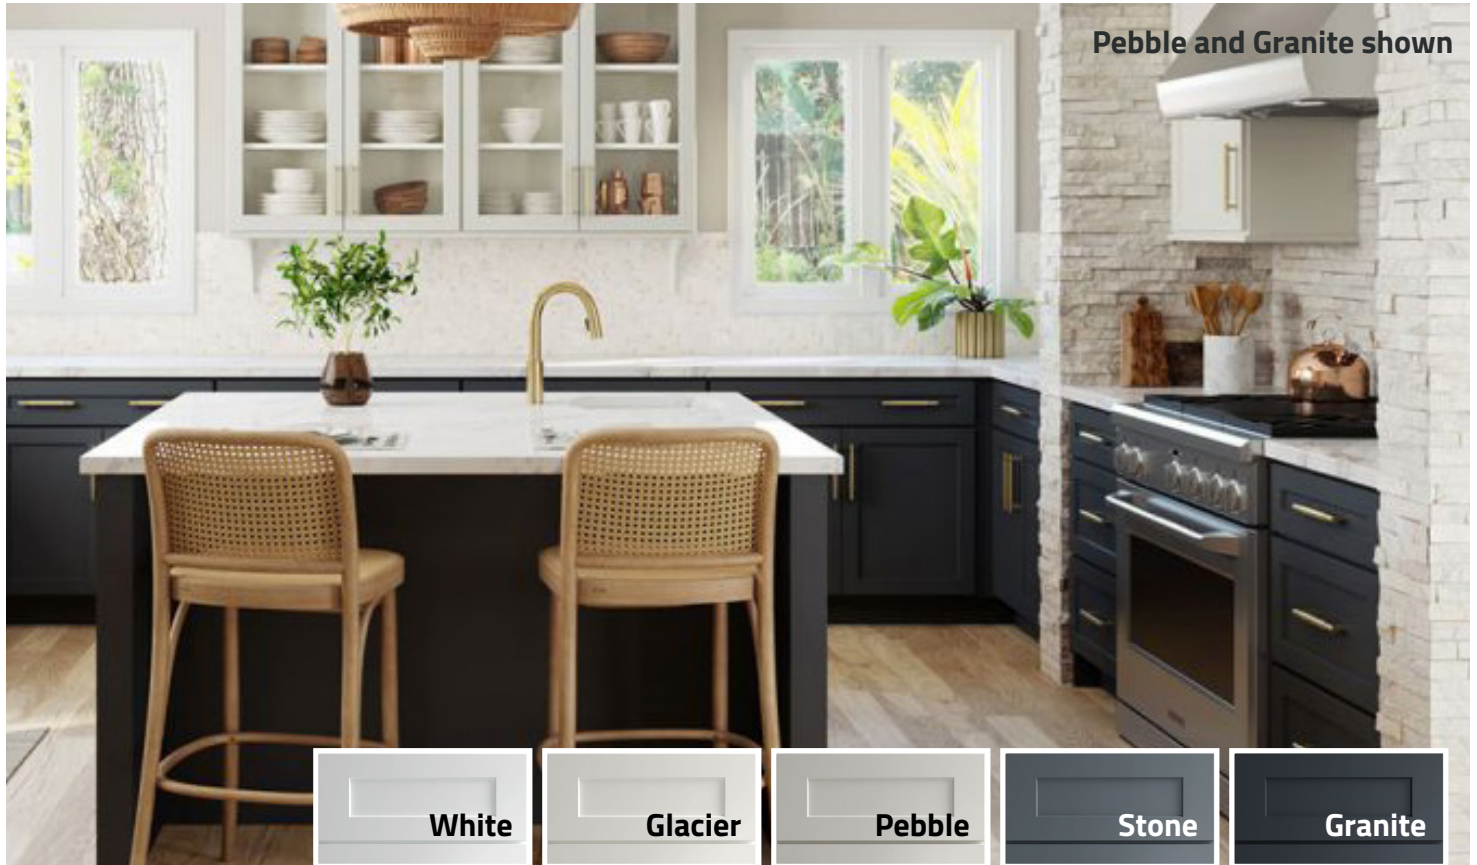 Pebble and Granite shown
White
Glacier
Pebble
Stone
Granite